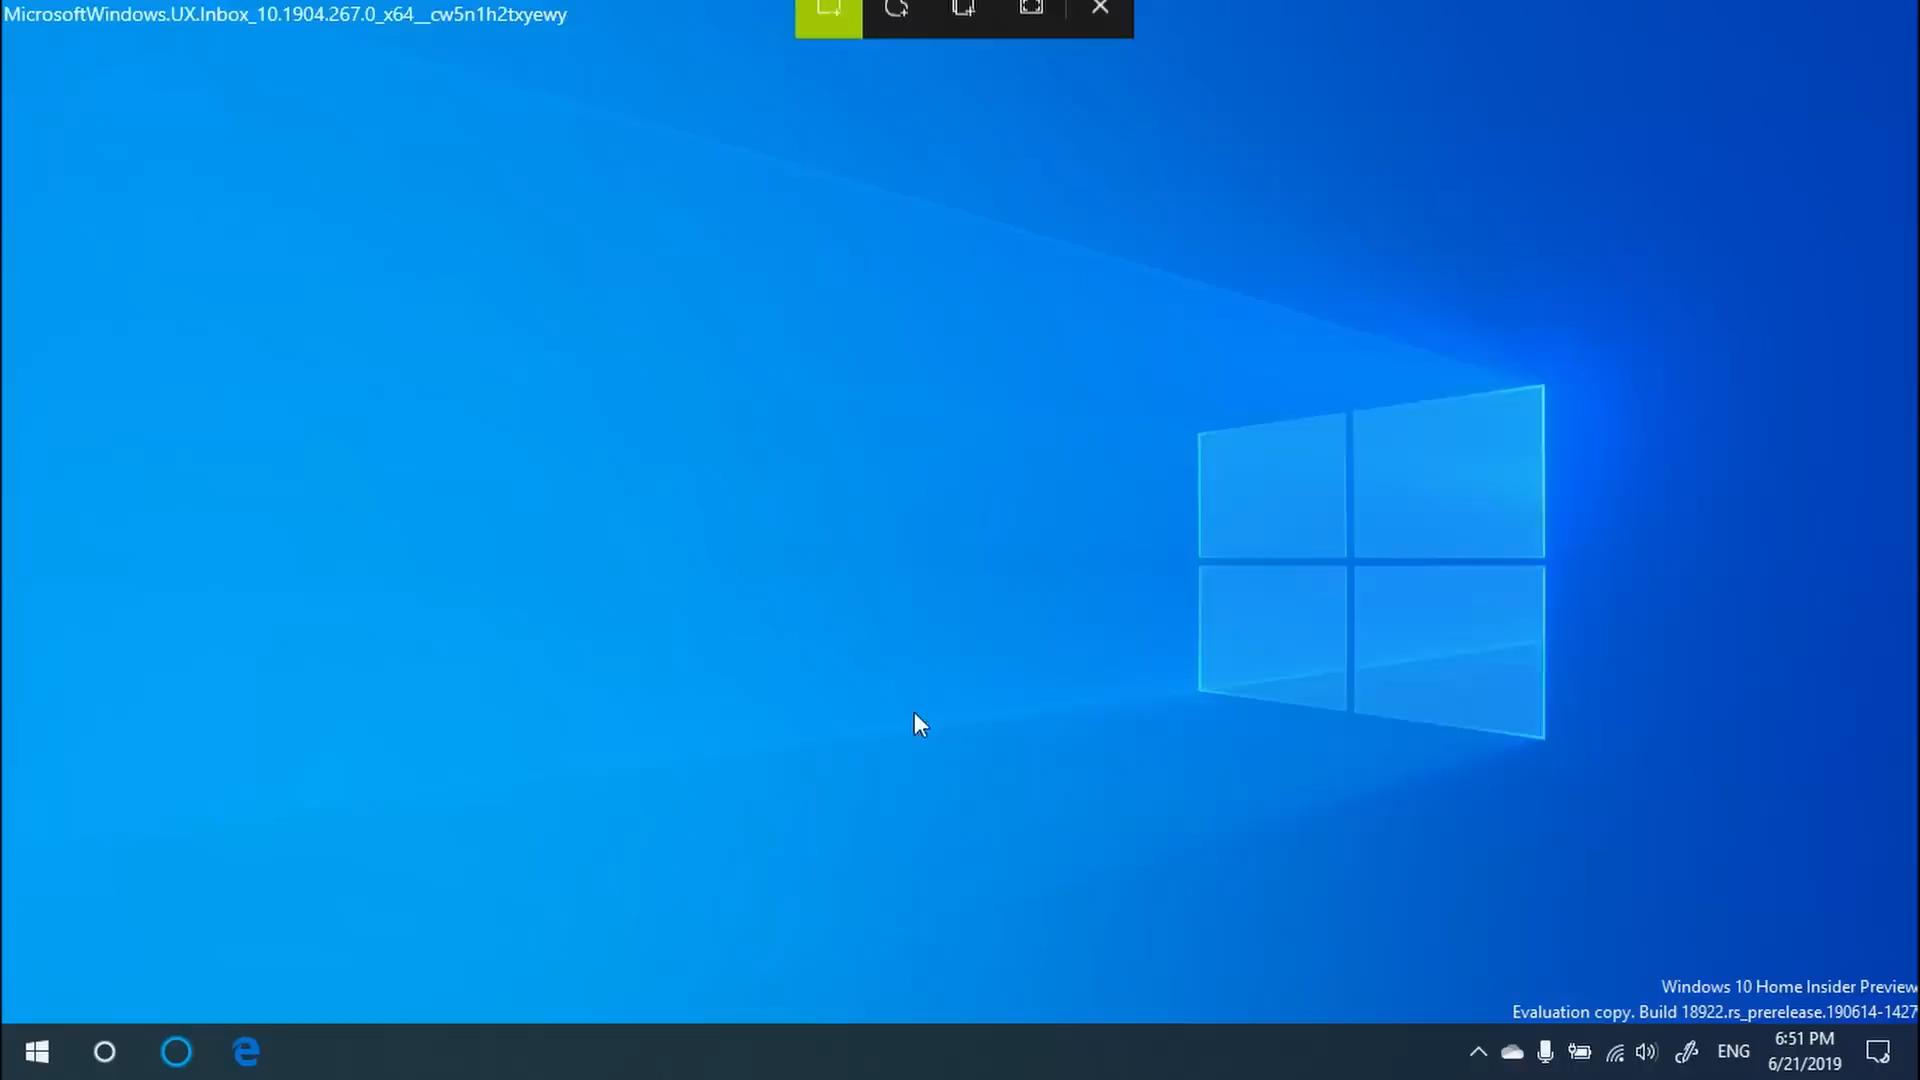 MicrosoftWindows.UX.Inbox_10.1904.267.0_x64__cw5n1h2txyewy
Windows 10 Home Insider Preview
Evaluation copy. Build 18922.rs_prerelease.190614-1427
ENG
6:51 PM
6/21/2019